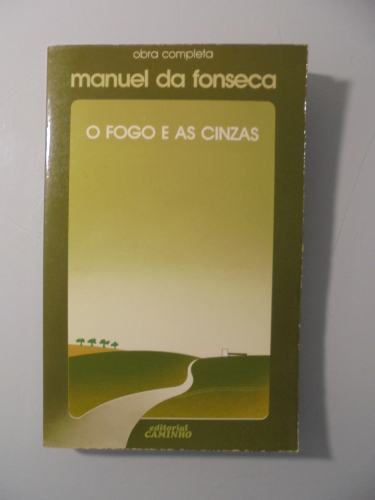 obra completa
manuel da fonseca
O FOGO E AS CINZAS
editorial
CAMINHO